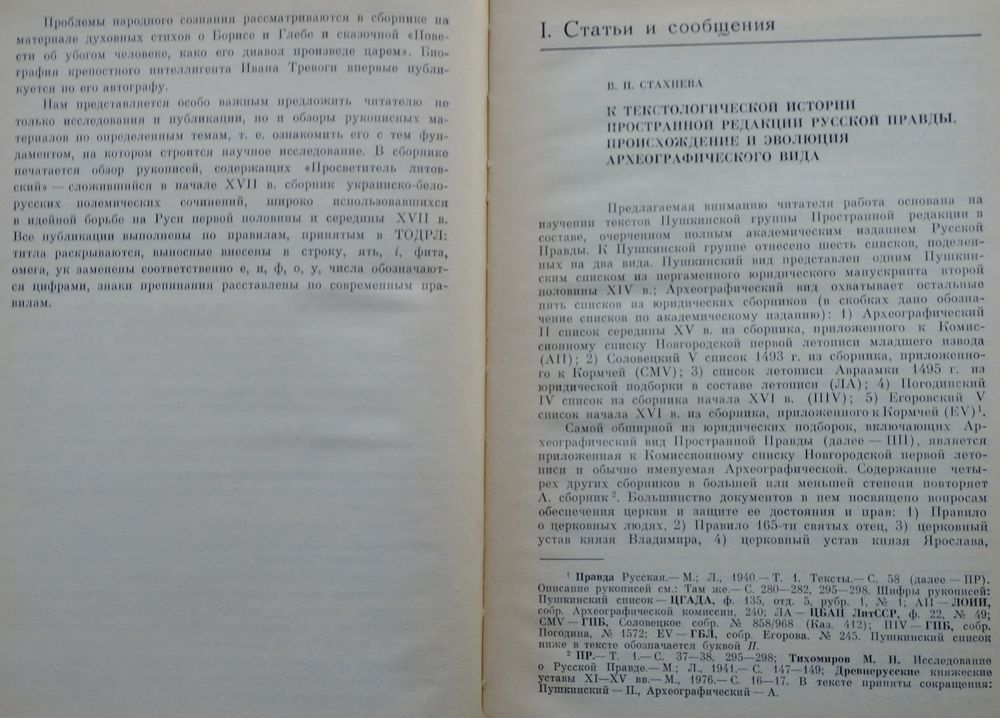 Проблемы народного сознания рассматриваются в сборнике на
материале духовных стихов о Борисе и Глебе и сказочной «Пове-
сти об убогом человеке, како его диавол произведе царем». Био-
графия крепостного интеллигента Ивана Тревоги впервые публи-
куется по его автографу.
Нам представляется особо важным предложить читателю не
только исследования и публикации, но и обзоры рукописных ма-
териалов по определенным темам, т. е. ознакомить его с тем фун-
даментом, на котором строится научное исследование. В сборнике
печатается обзор рукописей, содержащих «Просветитель литов-
ский» — сложившийся в начале XVII в. сборник украинско-бело-
русских полемических сочинений, широко использовавшихся
в идейной борьбе на Руси первой половины и середины XVII в.
Все публикации выполнены по правилам, принятым в ТОДРЛ:
титла раскрываются, выносные внесены в строку, ять, i, фита,
омега, ук заменены соответственно е, и, ф, о, у, числа обозначают-
ся цифрами, знаки препинания расставлены по современным пра-
вилам.
I. Статьи и сообщения
В. П. СТАХНЕВА
К ТЕКСТОЛОГИЧЕСКОЙ ИСТОРИИ
ПРОСТРАННОЙ РЕДАКЦИИ РУССКОЙ ПРАВДЫ.
ПРОИСХОЖДЕНИЕ И ЭВОЛЮЦИЯ
АРХЕОГРАФИЧЕСКОГО ВИДА
Предлагаемая вниманию читателя работа основана на
изучении текстов Пушкинской группы Пространной редакции в
составе, очерченном полным академическим изданием Русской
Правды. К Пушкинской группе отнесено шесть списков, поделен-
ных на два вида. Пушкинский вид представлен одним Пушкин-
ским списком из пергаменного юридического манускрипта второй
половины XIV в.; Археографический вид охватывает остальные
пять списков из юридических сборников (в скобках дано обозна-
чение списков по академическому изданию): 1) Археографический
II список середины XV в. из сборника, приложенного к Комис-
сионному списку Новгородской первой летописи младшего извода
(АII); 2) Соловецкий V список 1493 г. из сборника, приложенно-
го к Кормчей (СМV); 3) список летописи Авраамки 1495 г. из
юридической подборки в составе летописи (ЛА); 4) Погодинский
IV список из сборника начала XVI в. (ПIV); 5) Егоровский V
список начала XVI в. из сборника, приложенного к Кормчей (ЕV)¹.
Самой обширной из юридических подборок, включающих Ар-
хеографический вид Пространной Правды (далее — ПП), является
приложенная к Комиссионному списку Новгородской первой лето-
писи и обычно именуемая Археографической. Содержание четы-
рех других сборников в большей или меньшей степени повторяет
А. сборник². Большинство документов в нем посвящено вопросам
обеспечения церкви и защите ее достояния и прав: 1) Правило
о церковных людях, 2) Правило 165-ти святых отец, 3) церковный
устав князя Владимира, 4) церковный устав князя Ярослава,
¹ Правда Русская.— М.; Л., 1940.— Т. 1. Тексты.— С. 58 (далее — ПР).
Описание рукописей см.: Там же.— С. 280—282, 295—298. Шифры рукописей:
Пушкинский список — ЦГАДА, ф. 135, отд. 5, рубр. 1, № 1; АII — ЛОИИ,
собр. Археографической комиссии, 240; ЛА — ЦБАН ЛитССР, ф. 22, № 49;
СМV — ГПБ, Соловецкое собр. № 858/968 (Каз. 412); ПIV — ГПБ, собр.
Погодина, № 1572; ЕV — ГБЛ, собр. Егорова. № 245. Пушкинский список
ниже в тексте обозначается буквой П.
² ПР.— Т. 1.— С. 37—38, 295—298; Тихомиров М. Н. Исследование
о Русской Правде.— М.; Л., 1941.— С. 147—149; Древнерусские княжеские
уставы XI—XV вв.— М., 1976.— С. 16—17. В тексте приняты сокращения:
Пушкинский — П., Археографический — А.